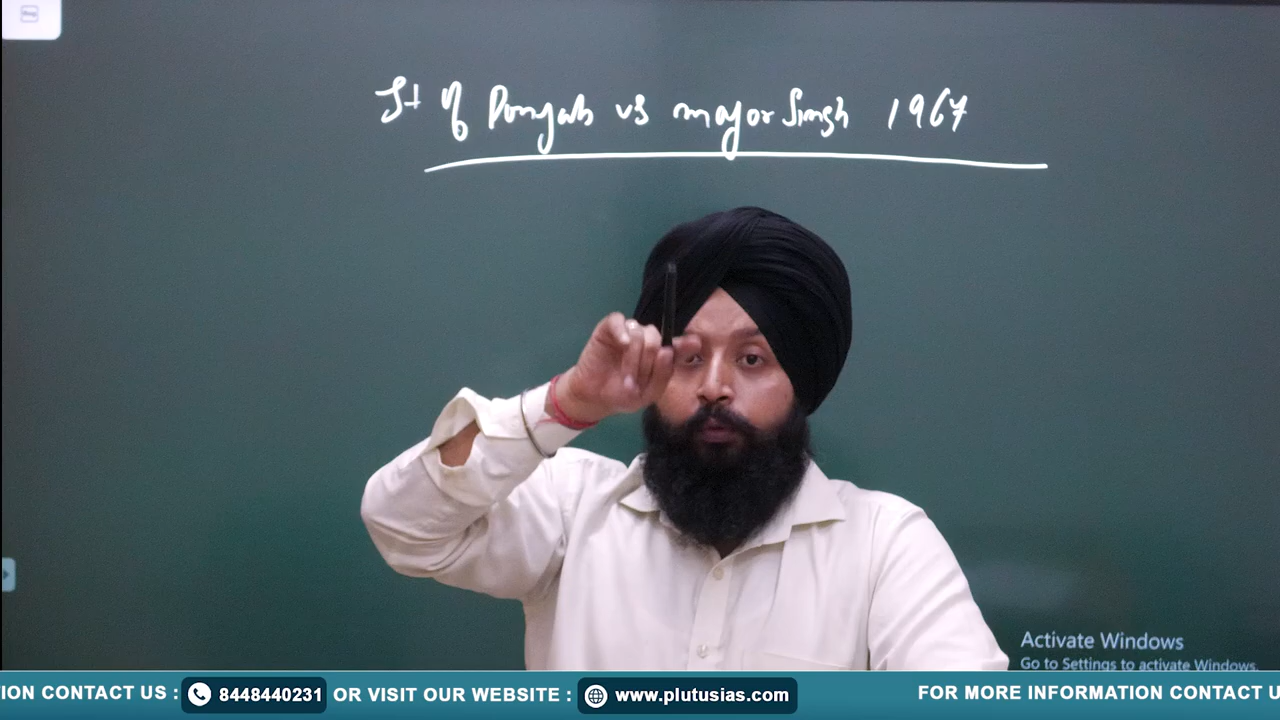 St of Punjab vs major Singh 1967
Activate Windows
Go to Settings to activate Windows.
ION CONTACT US : 8448440231 OR VISIT OUR WEBSITE : www.plutusias.com FOR MORE INFORMATION CONTACT U